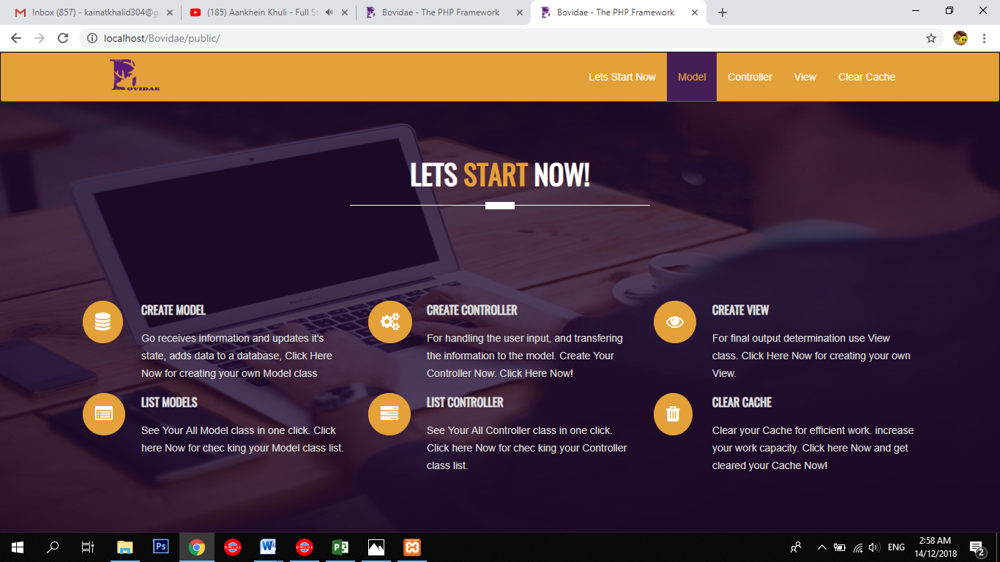 Inbox (857) - kainatkhalid304@g
(185) Aankhein Khuli - Full So
Bovidae - The PHP Framework
Bovidae - The PHP Framework
localhost/Bovidae/public/
BOVIDAE
Lets Start Now
Model
Controller
View
Clear Cache
LETS START NOW!
CREATE MODEL
Go receives information and updates it's
state, adds data to a database, Click Here
Now for creating your own Model class
CREATE CONTROLLER
For handling the user input, and transfering
the information to the model. Create Your
Controller Now. Click Here Now!
CREATE VIEW
For final output determination use View
class. Click Here Now for creating your own
View.
LIST MODELS
See Your All Model class in one click. Click
here Now for chec king your Model class list.
LIST CONTROLLER
See Your All Controller class in one click.
Click here Now for chec king your Controller
class list.
CLEAR CACHE
Clear your Cache for efficient work. increase
your work capacity. Click here Now and get
cleared your Cache Now!
Ps
W
P
ENG
2:58 AM
14/12/2018
2